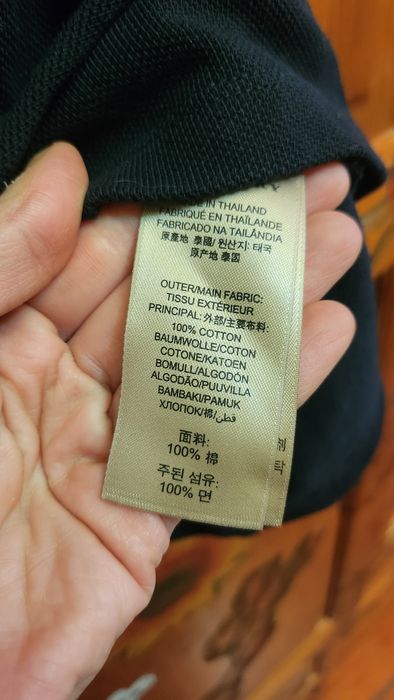 IN THAILAND
FABRIQUÉ EN THAÏLANDE
FABRICADO NA TAILÂNDIA
原產地 泰國/ 원산지: 태국
原产地 泰国
OUTER/MAIN FABRIC:
TISSU EXTÉRIEUR
PRINCIPAL: 外部/主要布料:
100% COTTON
BAUMWOLLE/COTON
COTONE/KATOEN
BOMULL/ALGODÓN
ALGODÃO/PUUVILLA
BAMBAKI/PAMUK
ХЛОПОК/棉/قطن
面料:
100% 棉
주된 섬유:
100% 면